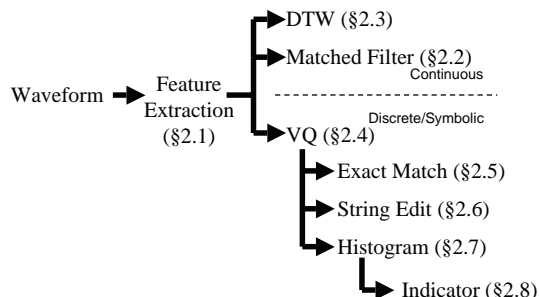 DTW (§2.3)
Matched Filter (§2.2)
Continuous
Waveform
Feature
Extraction
(§2.1)
Discrete/Symbolic
VQ (§2.4)
Exact Match (§2.5)
String Edit (§2.6)
Histogram (§2.7)
Indicator (§2.8)